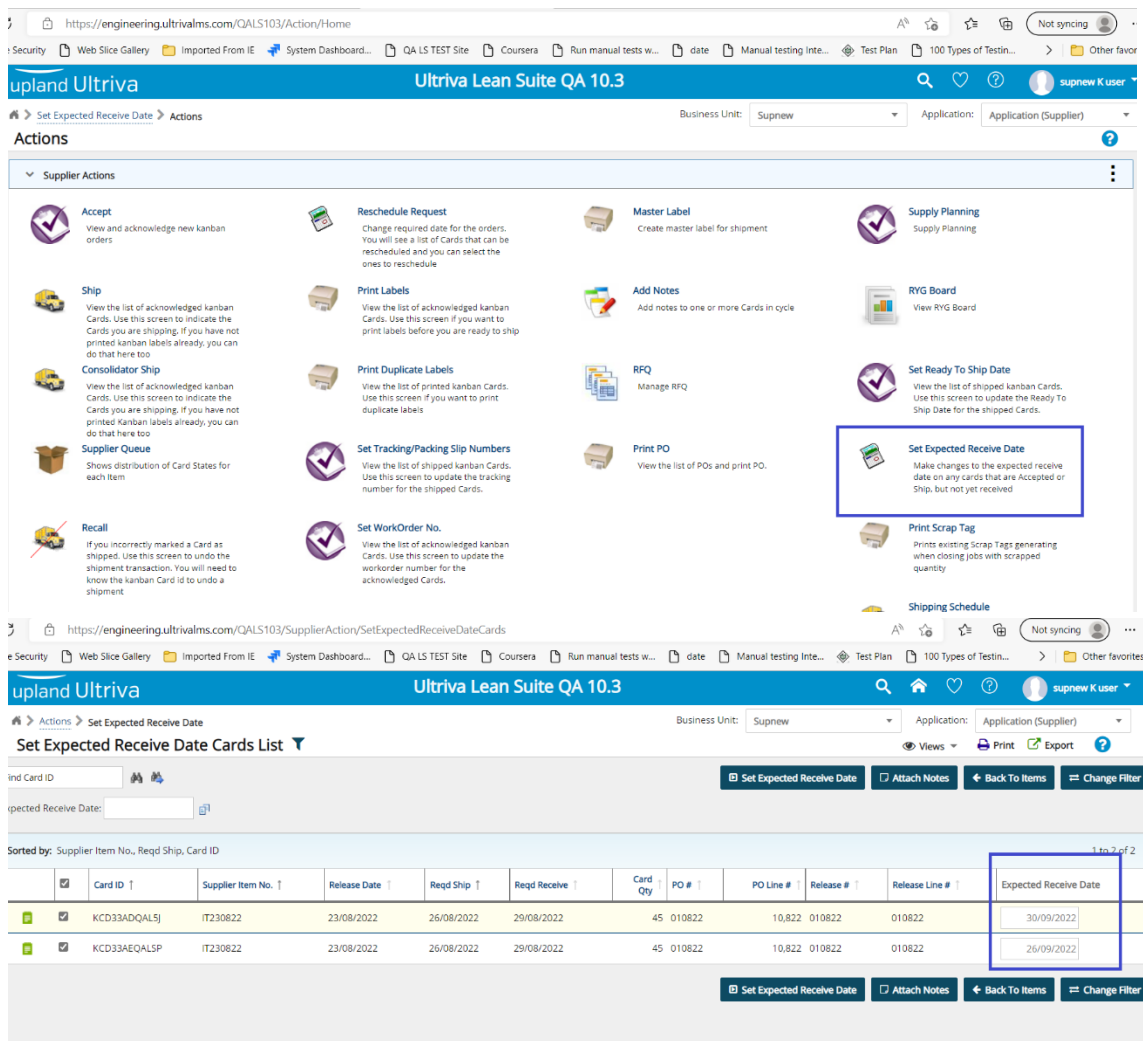 https://engineering.ultrivalms.com/QALS103/Action/Home
Not syncing
Security Web Slice Gallery Imported From IE System Dashboard... QA LS TEST Site Coursera Run manual tests w... date Manual testing Inte... Test Plan 100 Types of Testin... Other favor
upland Ultriva Ultriva Lean Suite QA 10.3 supnew K user
Set Expected Receive Date Actions Business Unit: Supnew Application: Application (Supplier)
Actions
Supplier Actions
Accept
View and acknowledge new kanban
orders
Reschedule Request
Change required date for the orders.
You will see a list of Cards that can be
rescheduled and you can select the
ones to reschedule
Master Label
Create master label for shipment
Supply Planning
Supply Planning
Ship
View the list of acknowledged kanban
Cards. Use this screen to indicate the
Cards you are shipping. If you have not
printed kanban labels already, you can
do that here too
Print Labels
View the list of acknowledged kanban
Cards. Use this screen if you want to
print labels before you are ready to ship
Add Notes
Add notes to one or more Cards in cycle
RYG Board
View RYG Board
Consolidator Ship
View the list of acknowledged kanban
Cards. Use this screen to indicate the
Cards you are shipping. If you have not
printed Kanban labels already, you can
do that here too
Print Duplicate Labels
View the list of printed kanban Cards.
Use this screen if you want to print
duplicate labels
RFQ
Manage RFQ
Set Ready To Ship Date
View the list of shipped kanban Cards.
Use this screen to update the Ready To
Ship Date for the shipped Cards.
Supplier Queue
Shows distribution of Card States for
each Item
Set Tracking/Packing Slip Numbers
View the list of shipped kanban Cards.
Use this screen to update the tracking
number for the shipped Cards.
Print PO
View the list of POs and print PO.
Set Expected Receive Date
Make changes to the expected receive
date on any cards that are Accepted or
Ship, but not yet received
Recall
If you incorrectly marked a Card as
shipped. Use this screen to undo the
shipment transaction. You will need to
know the kanban Card id to undo a
shipment
Set WorkOrder No.
View the list of acknowledged kanban
Cards. Use this screen to update the
workorder number for the
acknowledged Cards.
Print Scrap Tag
Prints existing Scrap Tags generating
when closing jobs with scrapped
quantity
Shipping Schedule
https://engineering.ultrivalms.com/QALS103/SupplierAction/SetExpectedReceiveDateCards
Not syncing
e Security Web Slice Gallery Imported From IE System Dashboard... QA LS TEST Site Coursera Run manual tests w... date Manual testing Inte... Test Plan 100 Types of Testin... Other favorites
upland Ultriva Ultriva Lean Suite QA 10.3 supnew K user
Actions Set Expected Receive Date Business Unit: Supnew Application: Application (Supplier)
Set Expected Receive Date Cards List Views Print Export
ind Card ID Set Expected Receive Date Attach Notes Back To Items Change Filter
xpected Receive Date:
Sorted by: Supplier Item No., Reqd Ship, Card ID 1 to 2 of 2
Card ID Supplier Item No. Release Date Reqd Ship Reqd Receive Card Qty PO # PO Line # Release # Release Line # Expected Receive Date
KCD33ADQAL5J IT230822 23/08/2022 26/08/2022 29/08/2022 45 010822 10,822 010822 010822 30/09/2022
KCD33AEQAL5P IT230822 23/08/2022 26/08/2022 29/08/2022 45 010822 10,822 010822 010822 26/09/2022
Set Expected Receive Date Attach Notes Back To Items Change Filter